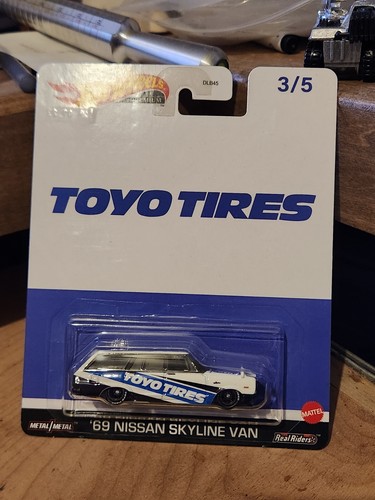 DLB45
3/5
TOYO TIRES
TOYO TIRES
METAL/METAL
'69 NISSAN SKYLINE VAN
MATTEL
Real Riders